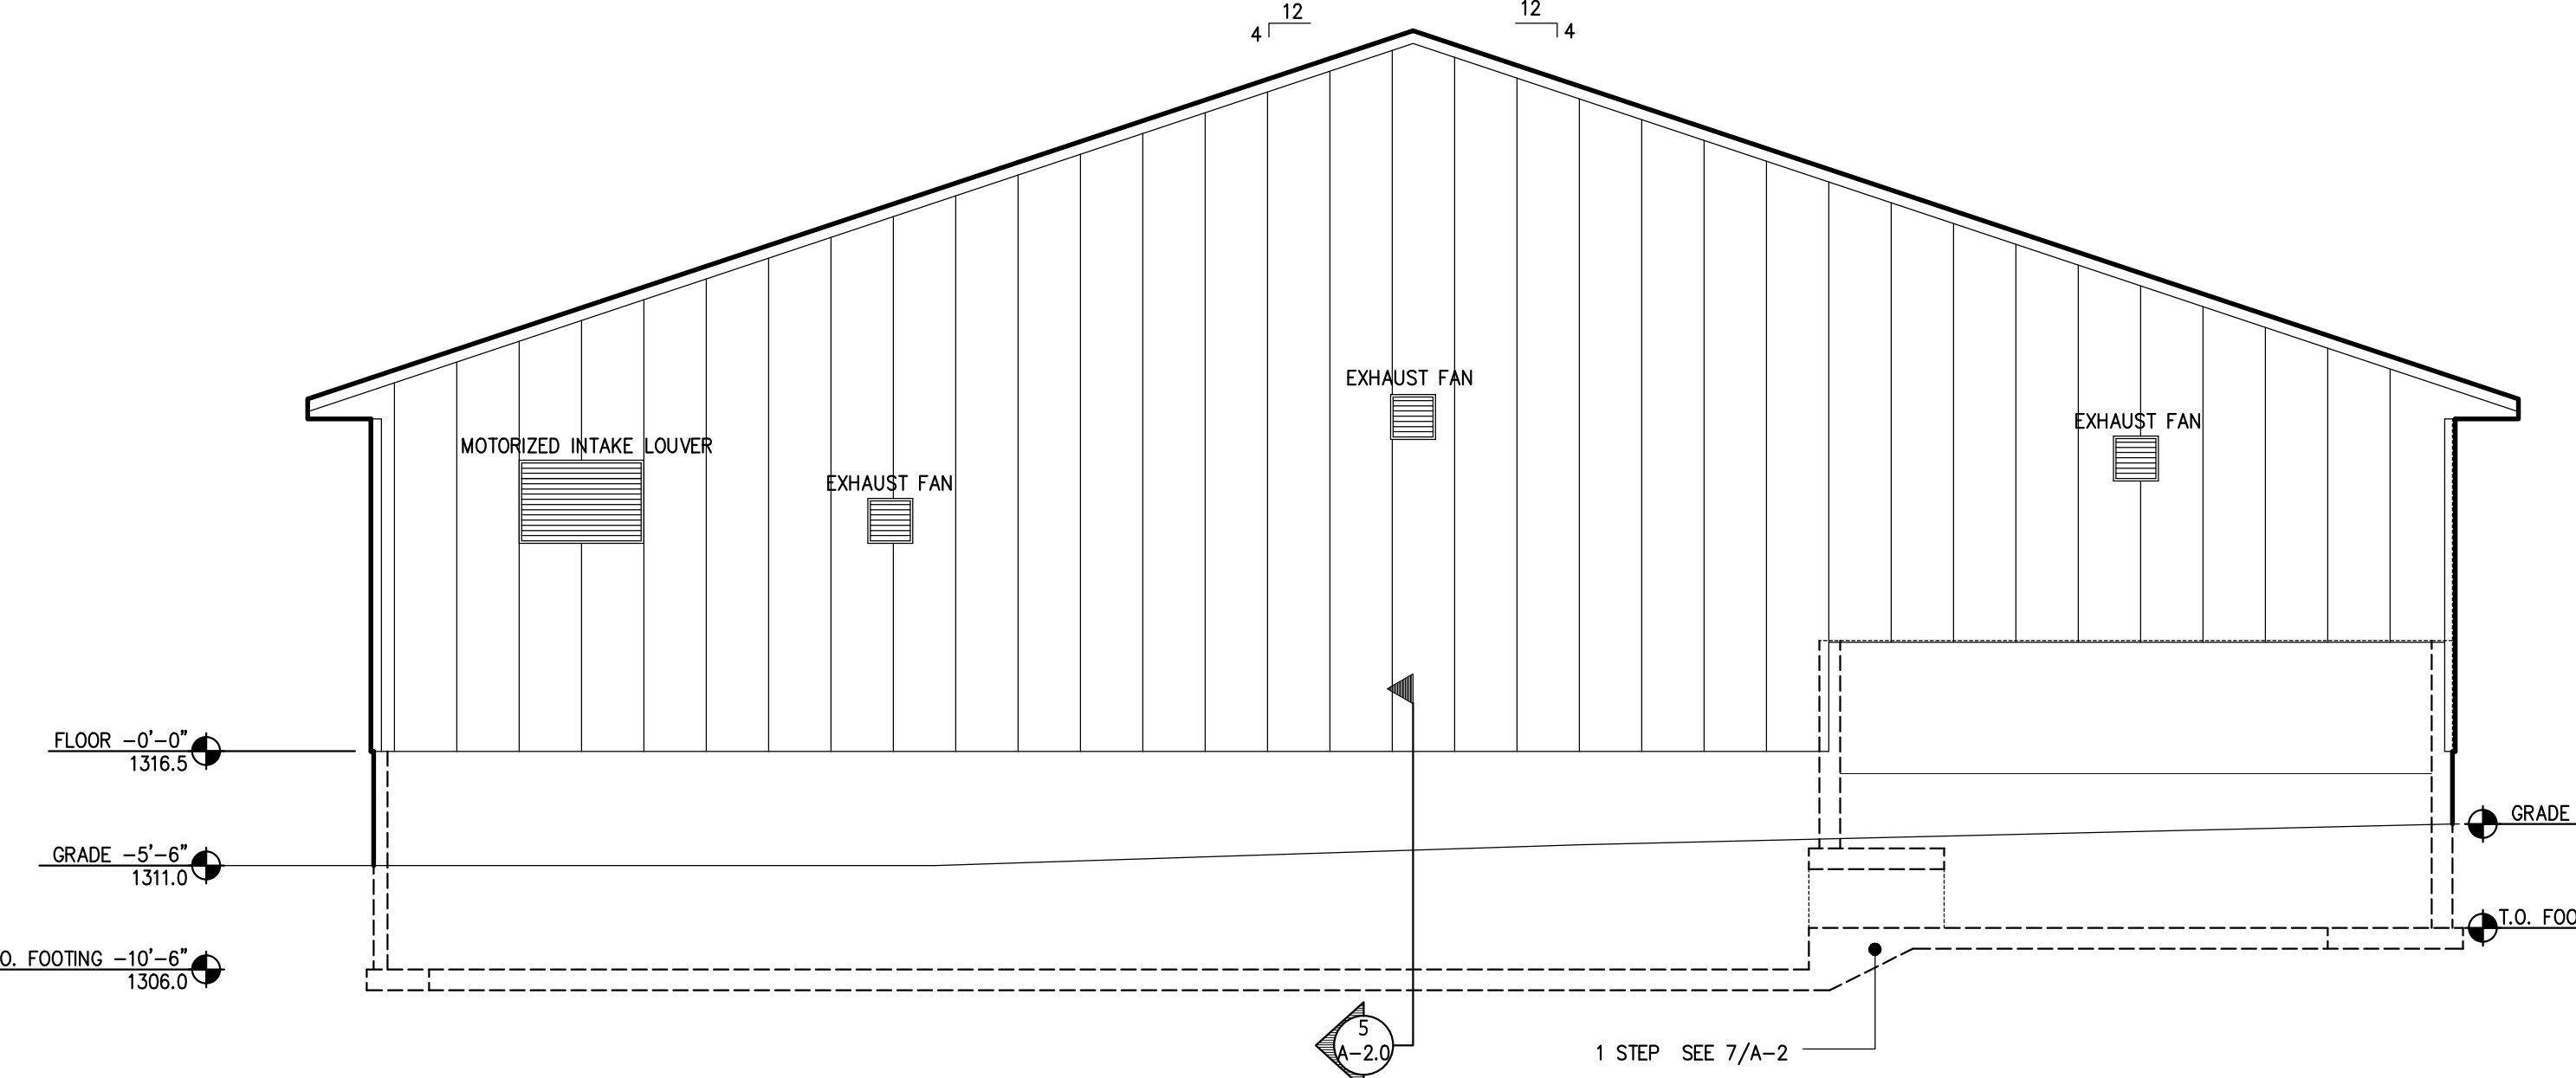 12
4
12
4
EXHAUST FAN
EXHAUST FAN
MOTORIZED INTAKE LOUVER
EXHAUST FAN
FLOOR -0'-0"
1316.5
GRADE
GRADE -5'-6"
1311.0
T.O.
O. FOOTING -10'-6"
1306.0
5
A-2.0
1 STEP SEE 7/A-2